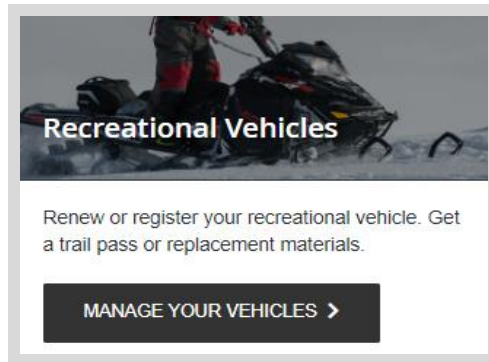 Recreational Vehicles
Renew or register your recreational vehicle. Get
a trail pass or replacement materials.
MANAGE YOUR VEHICLES